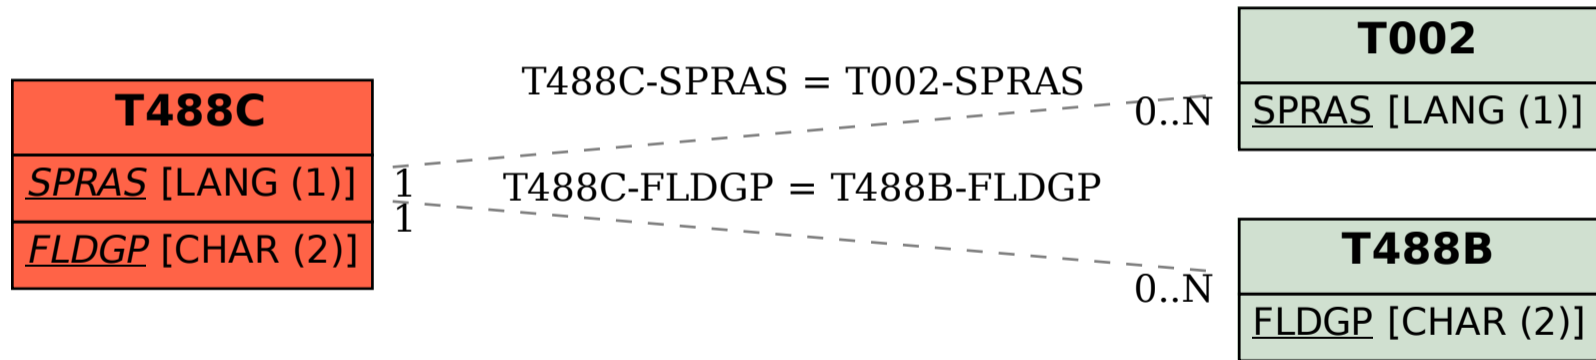 T488C
SPRAS [LANG (1)]
FLDGP [CHAR (2)]
T488C-SPRAS = T002-SPRAS
1
0..N
T488C-FLDGP = T488B-FLDGP
1
0..N
T002
SPRAS [LANG (1)]
T488B
FLDGP [CHAR (2)]